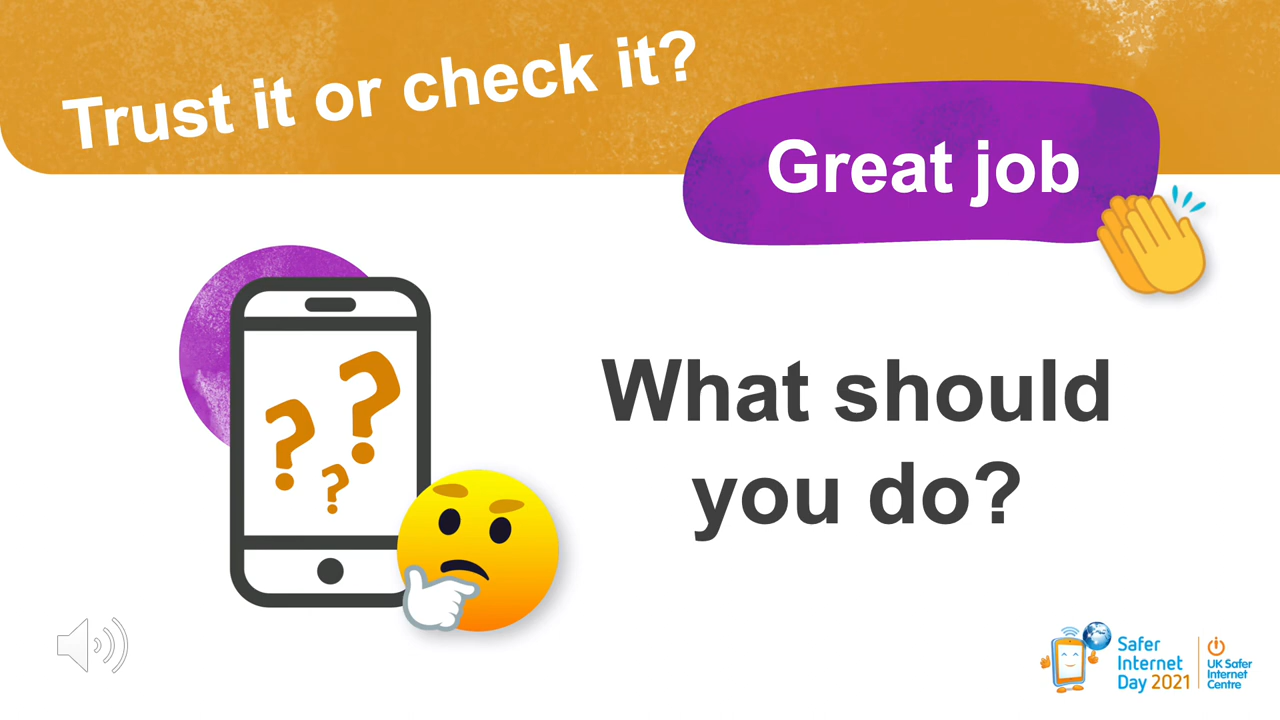 Trust it or check it?
Great job
What should
you do?
? ? ?
Safer
Internet
Day 2021
UK Safer
Internet
Centre